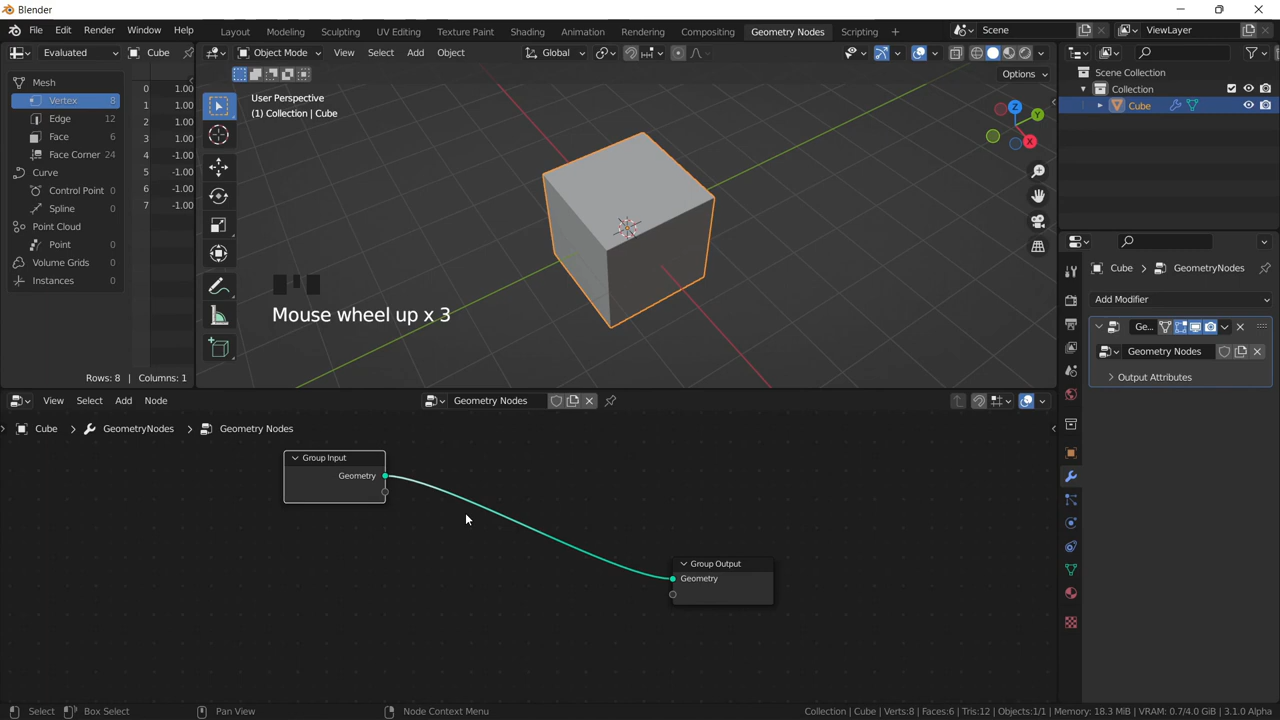 Blender
File Edit Render Window Help
Layout Modeling Sculpting UV Editing Texture Paint Shading Animation Rendering Compositing Geometry Nodes Scripting +
Scene
ViewLayer
Evaluated
Cube
Object Mode View Select Add Object
Global
Options
Mesh
Vertex 8
Edge 12
Face 6
Face Corner 24
Curve
Control Point 0
Spline 0
Point Cloud
Point 0
Volume Grids 0
Instances 0
0 1.00
1 1.00
2 1.00
3 1.00
4 -1.00
5 -1.00
6 -1.00
7 -1.00
Rows: 8 | Columns: 1
User Perspective
(1) Collection | Cube
Z
Y
X
Mouse wheel up x 3
Scene Collection
Collection
Cube
Cube > GeometryNodes
Add Modifier
Ge...
Geometry Nodes
Output Attributes
View Select Add Node
Geometry Nodes
Cube > GeometryNodes > Geometry Nodes
Group Input
Geometry
Group Output
Geometry
Select Box Select Pan View Node Context Menu
Collection | Cube | Verts:8 | Faces:6 | Tris:12 | Objects:1/1 | Memory: 18.3 MiB | VRAM: 0.7/4.0 GiB | 3.1.0 Alpha